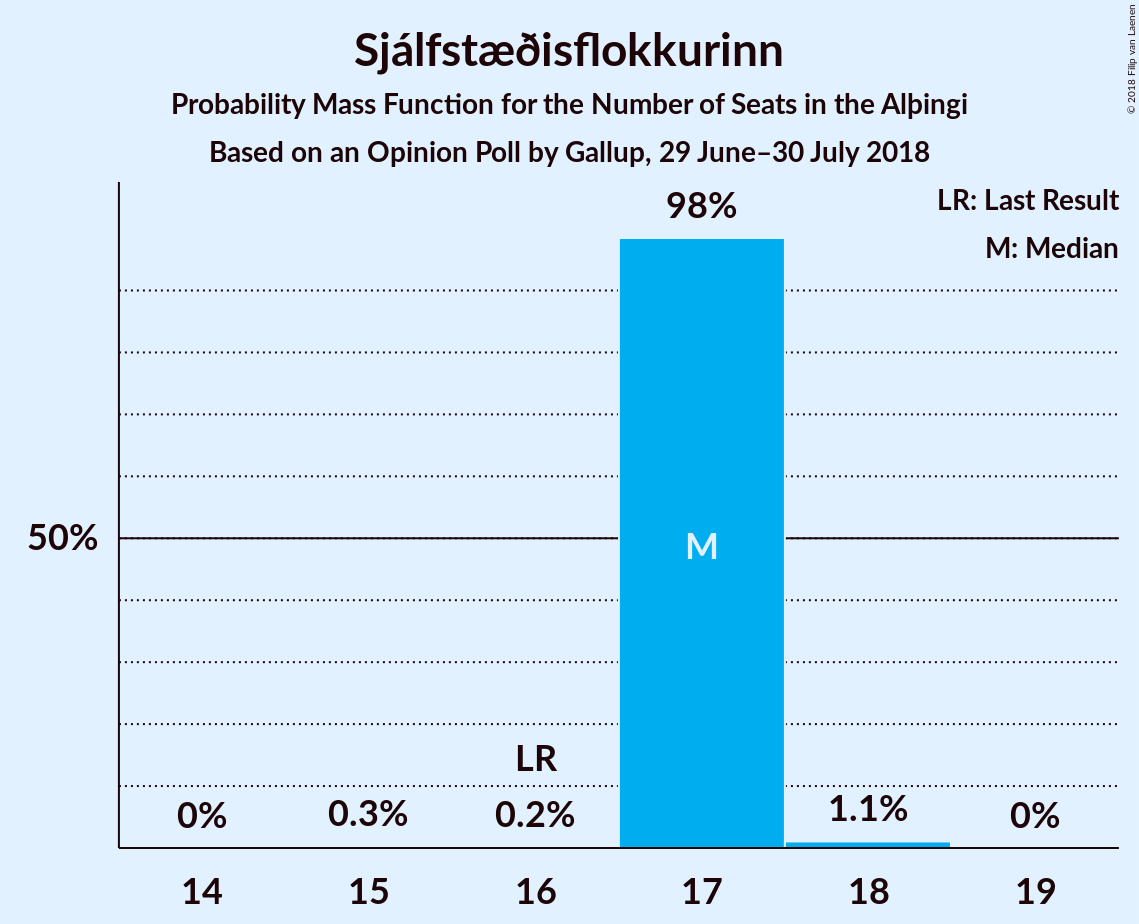 Sjálfstæðisflokkurinn
Probability Mass Function for the Number of Seats in the Alþingi
Based on an Opinion Poll by Gallup, 29 June–30 July 2018
© 2018 Filip van Laenen
LR: Last Result
M: Median
98%
50%
M
LR
0%
0.3%
0.2%
1.1%
0%
14
15
16
17
18
19